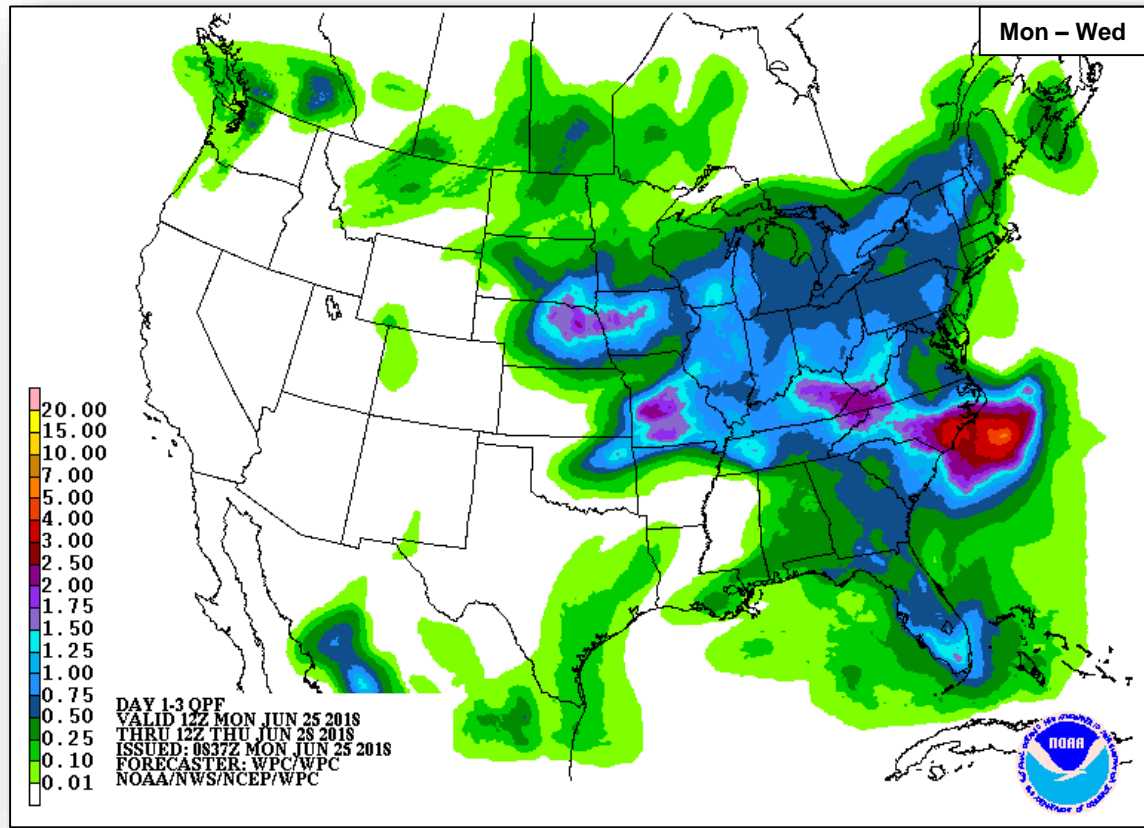 Mon – Wed
20.00
15.00
10.00
7.00
5.00
4.00
3.00
2.50
2.00
1.75
1.50
1.25
1.00
0.75
0.50
0.25
0.10
0.01
DAY 1-3 QPF
VALID 12Z MON JUN 25 2018
THRU 12Z THU JUN 28 2018
ISSUED: 0837Z MON JUN 25 2018
FORECASTER: WPC/WPC
NOAA/NWS/NCEP/WPC
NOAA